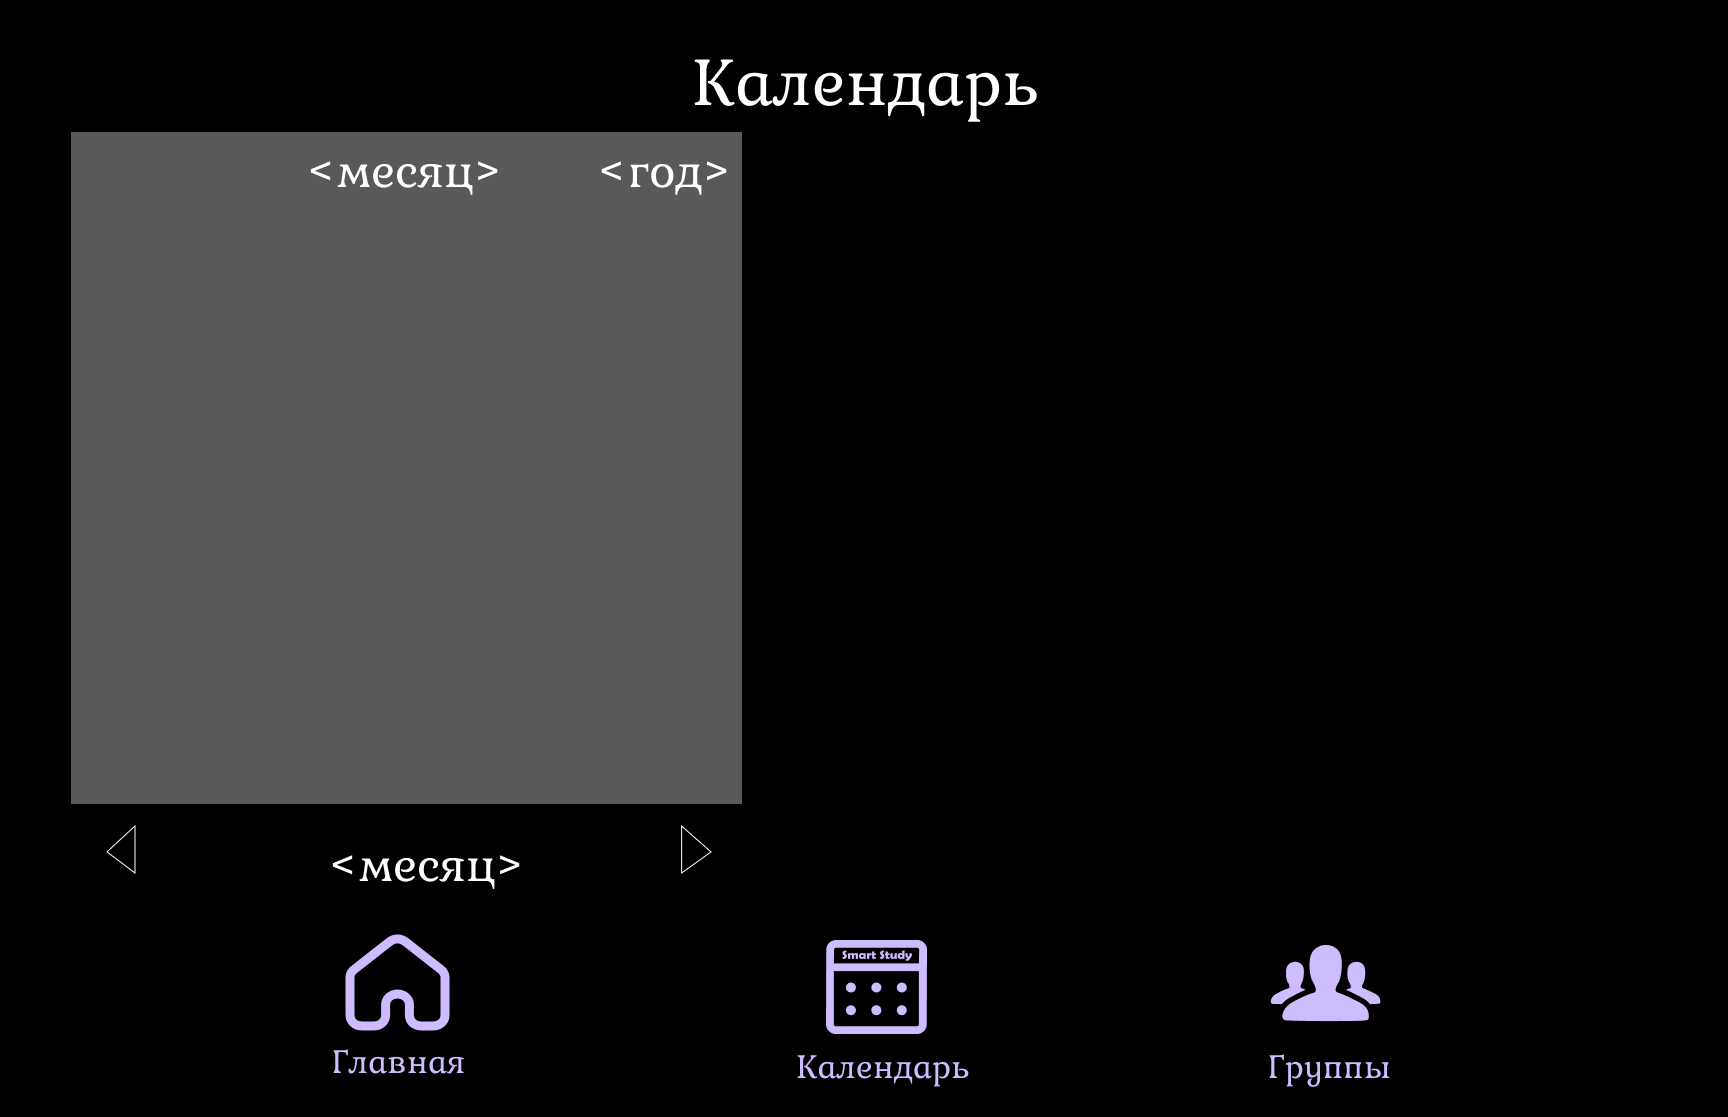 Календарь
<месяц> <год>
<месяц>
Smart Study
Главная
Календарь
Группы